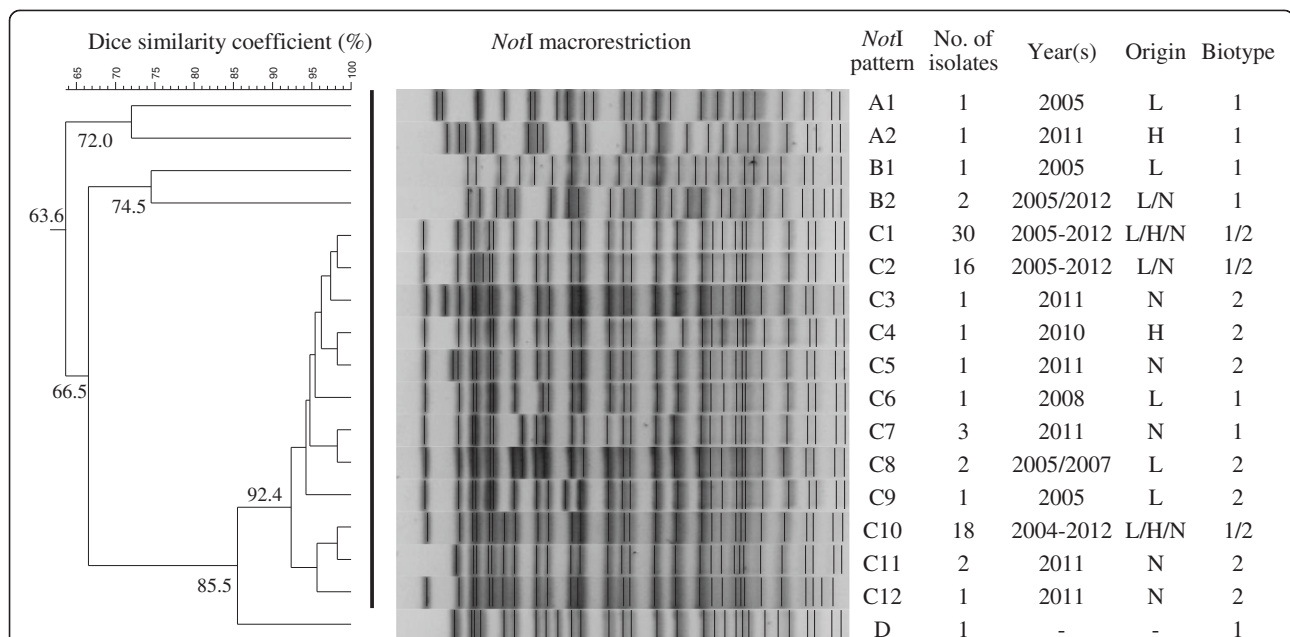 Dice similarity coefficient (%) NotI macrorestriction NotI pattern No. of isolates Year(s) Origin Biotype
65 70 75 80 85 90 95 100
A1 1 2005 L 1
72.0 A2 1 2011 H 1
B1 1 2005 L 1
63.6 74.5 B2 2 2005/2012 L/N 1
C1 30 2005-2012 L/H/N 1/2
C2 16 2005-2012 L/N 1/2
C3 1 2011 N 2
C4 1 2010 H 2
66.5 C5 1 2011 N 2
C6 1 2008 L 1
C7 3 2011 N 1
C8 2 2005/2007 L 2
92.4 C9 1 2005 L 2
C10 18 2004-2012 L/H/N 1/2
85.5 C11 2 2011 N 2
C12 1 2011 N 2
D 1 - - 1